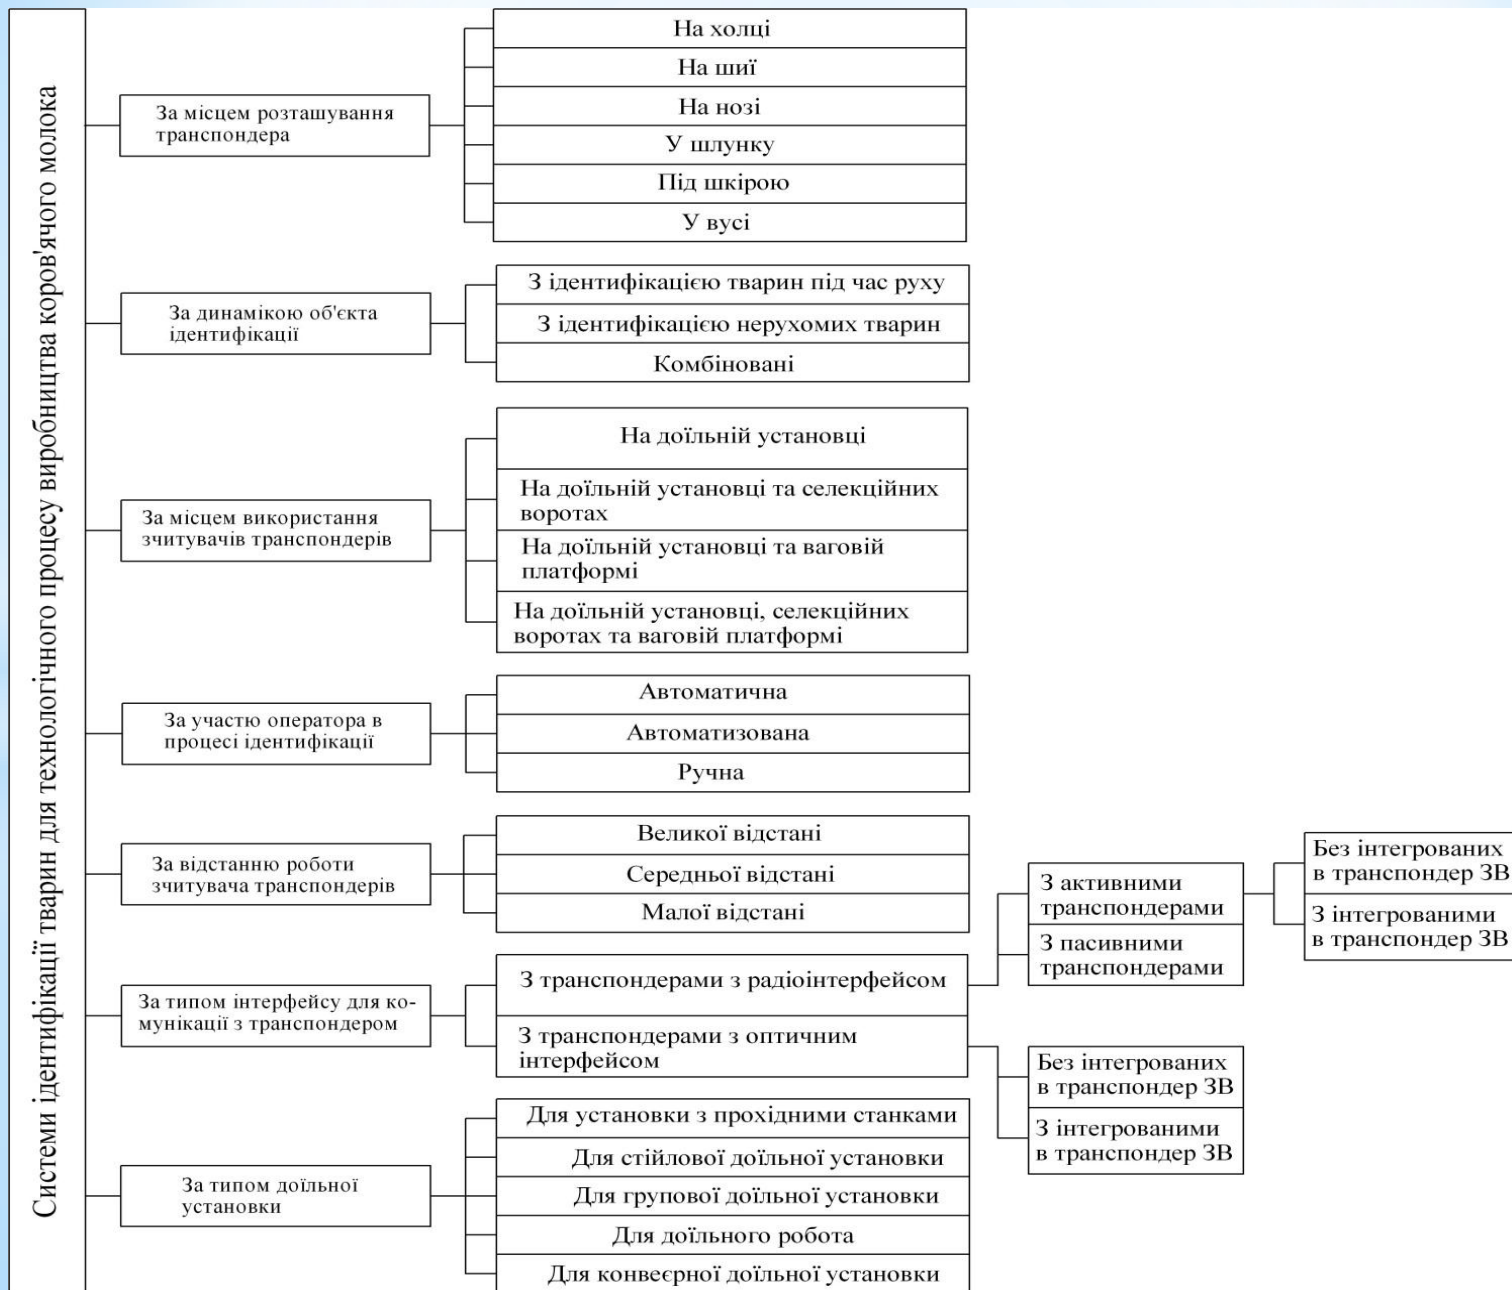 Системи ідентифікації тварин для технологічного процесу виробництва коров'ячого молока
За місцем розташування
транспондера
На холці
На шиї
На нозі
У шлунку
Під шкірою
У вусі
За динамікою об'єкта
ідентифікації
З ідентифікацією тварин під час руху
З ідентифікацією нерухомих тварин
Комбіновані
За місцем використання
зчитувачів транспондерів
На доїльній установці
На доїльній установці та селекційних
воротах
На доїльній установці та ваговій
платформі
На доїльній установці, селекційних
воротах та ваговій платформі
За участю оператора в
процесі ідентифікації
Автоматична
Автоматизована
Ручна
За відстанню роботи
зчитувача транспондерів
Великої відстані
Середньої відстані
Малої відстані
За типом інтерфейсу для ко-
мунікації з транспондером
З транспондерами з радіоінтерфейсом
З транспондерами з оптичним
інтерфейсом
З активними
транспондерами
З пасивними
транспондерами
Без інтегрованих
в транспондер ЗВ
З інтегрованими
в транспондер ЗВ
Без інтегрованих
в транспондер ЗВ
З інтегрованими
в транспондер ЗВ
За типом доїльної
установки
Для установки з прохідними станками
Для стійлової доїльної установки
Для групової доїльної установки
Для доїльного робота
Для конвеєрної доїльної установки